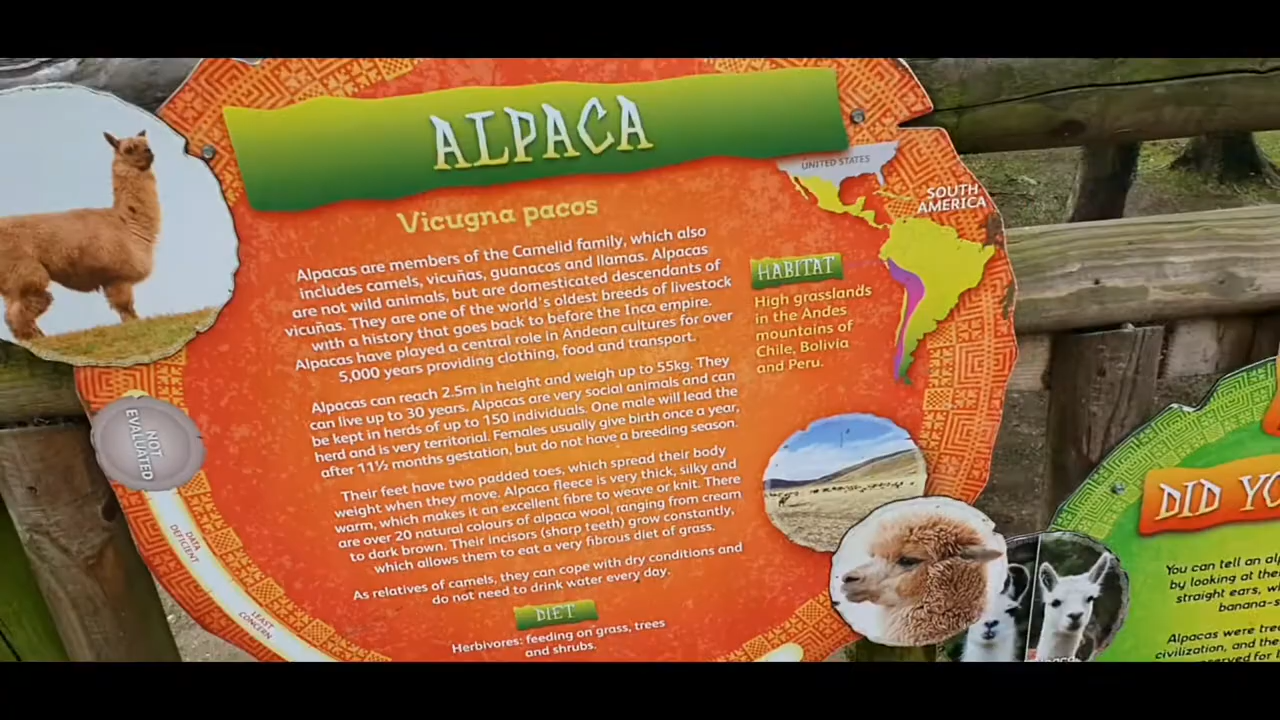 ALPACA
Vicugna pacos
Alpacas are members of the Camelid family, which also
includes camels, vicuñas, guanacos and llamas. Alpacas
are not wild animals, but are domesticated descendants of
vicuñas. They are one of the world's oldest breeds of livestock
with a history that goes back to before the Inca empire.
Alpacas have played a central role in Andean cultures for over
5,000 years providing clothing, food and transport.
Alpacas can reach 2.5m in height and weigh up to 55kg. They
can live up to 30 years. Alpacas are very social animals and can
be kept in herds of up to 150 individuals. One male will lead the
herd and is very territorial. Females usually give birth once a year,
after 11½ months gestation, but do not have a breeding season.
Their feet have two padded toes, which spread their body
weight when they move. Alpaca fleece is very thick, silky and
warm, which makes it an excellent fibre to weave or knit. There
are over 20 natural colours of alpaca wool, ranging from cream
to dark brown. Their incisors (sharp teeth) grow constantly,
which allows them to eat a very fibrous diet of grass.
As relatives of camels, they can cope with dry conditions and
do not need to drink water every day.
DIET
Herbivores: feeding on grass, trees
and shrubs.
UNITED STATES
SOUTH
AMERICA
HABITAT
High grasslands
in the Andes
mountains of
Chile, Bolivia
and Peru.
NOT
EVALUATED
DATA
DEFICIENT
LEAST
CONCERN
DID YO
You can tell an al
by looking at the
straight ears, w
banana-s
Alpacas were tre
civilization, and the
served for